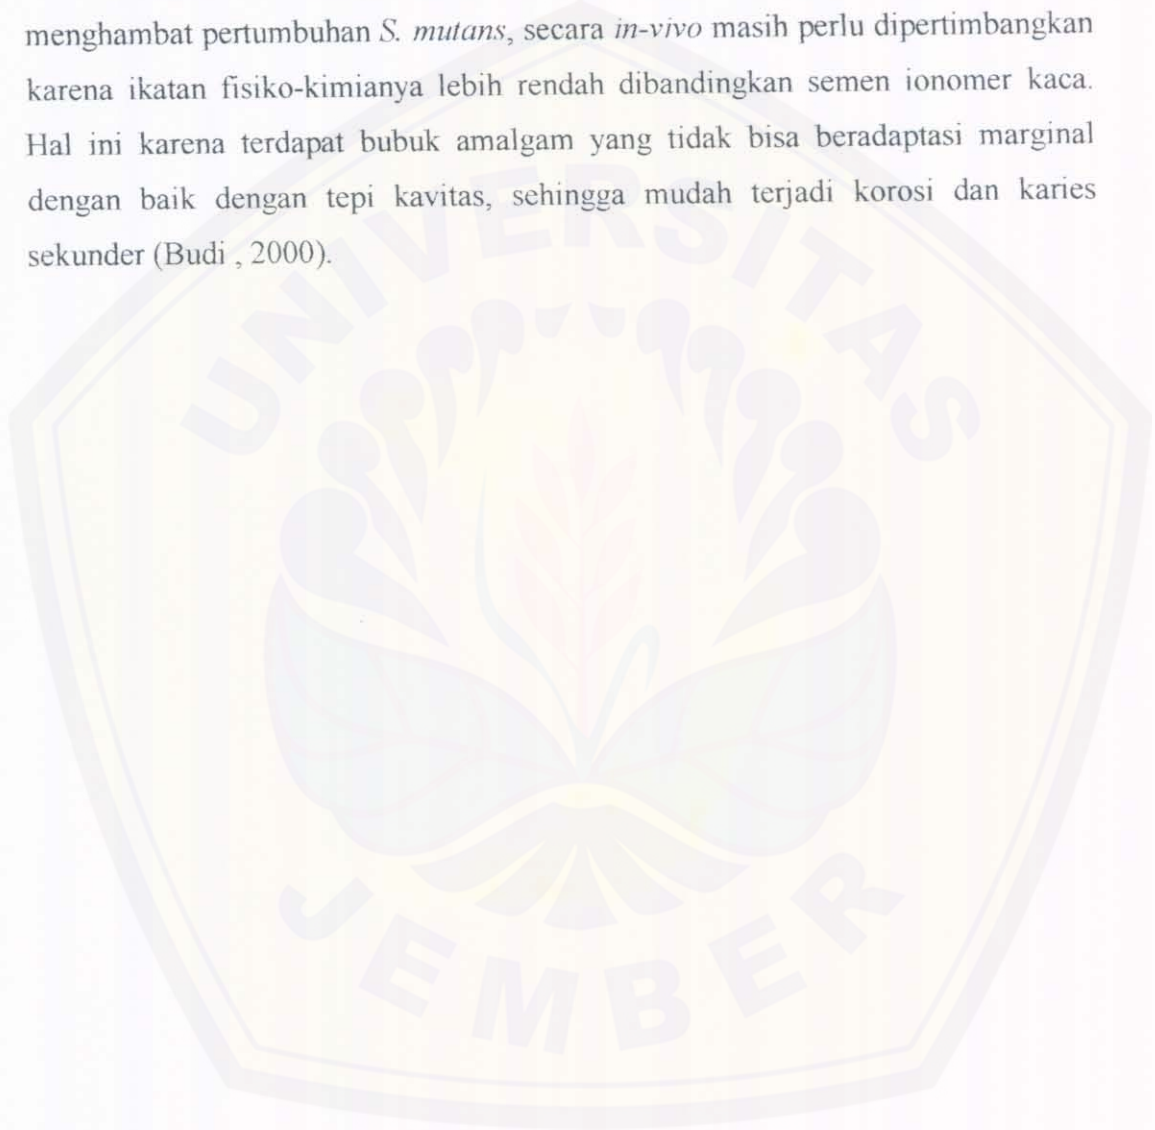 menghambat pertumbuhan S. mutans, secara in-vivo masih perlu dipertimbangkan
karena ikatan fisiko-kimianya lebih rendah dibandingkan semen ionomer kaca.
Hal ini karena terdapat bubuk amalgam yang tidak bisa beradaptasi marginal
dengan baik dengan tepi kavitas, sehingga mudah terjadi korosi dan karies
sekunder (Budi , 2000).
UNIVERSITAS
JEMBER